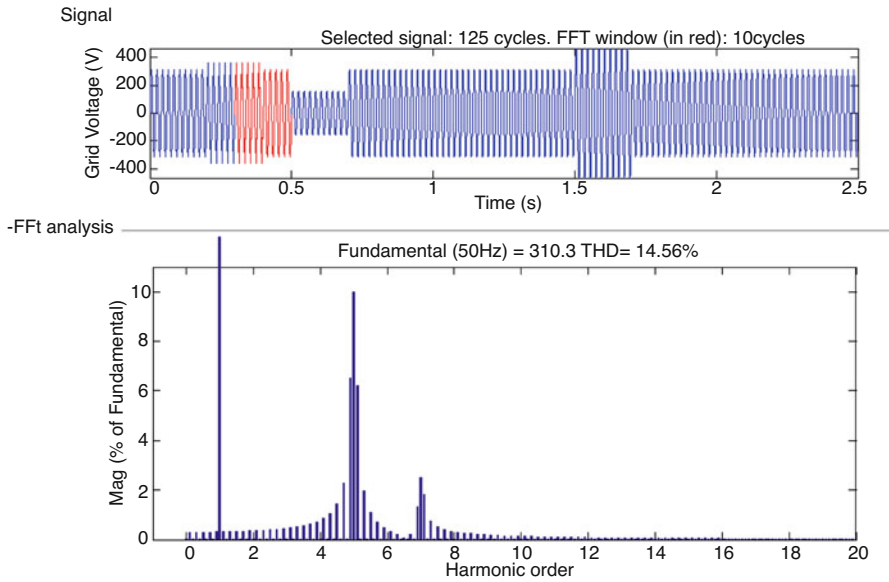 Signal
Selected signal: 125 cycles. FFT window (in red): 10cycles
Grid Voltage (V)
400
200
0
-200
-400
0 0.5 1 1.5 2 2.5
Time (s)
-FFt analysis
Fundamental (50Hz) = 310.3 THD= 14.56%
Mag (% of Fundamental)
10
8
6
4
2
0
0 2 4 6 8 10 12 14 16 18 20
Harmonic order